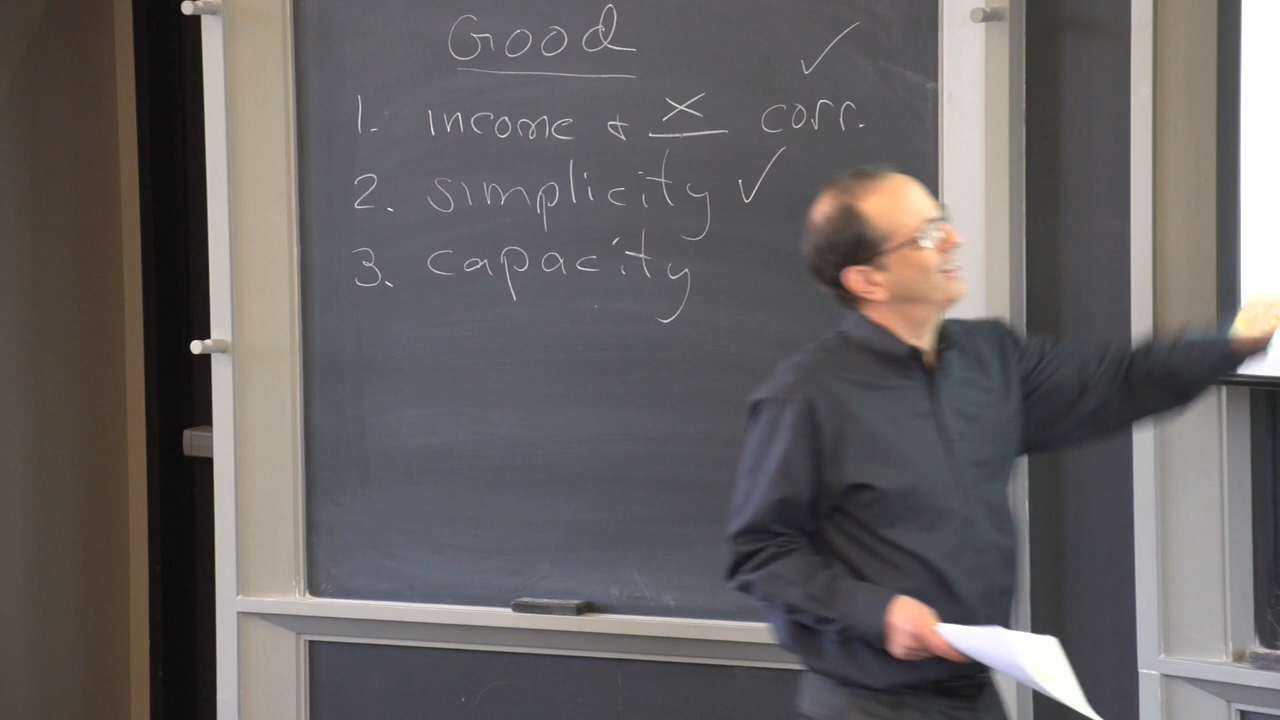 Good
✓
1. income & X corr.
2. simplicity ✓
3. capacity